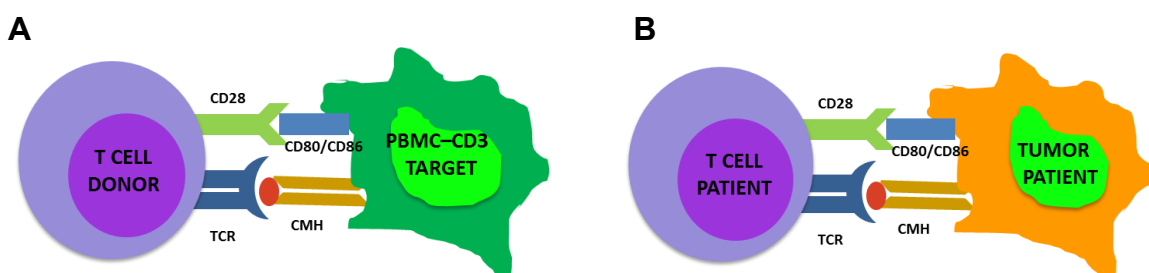 A
CD28
CD80/CD86
T CELL
DONOR
PBMC–CD3
TARGET
TCR
CMH
B
CD28
CD80/CD86
T CELL
PATIENT
TUMOR
PATIENT
TCR
CMH